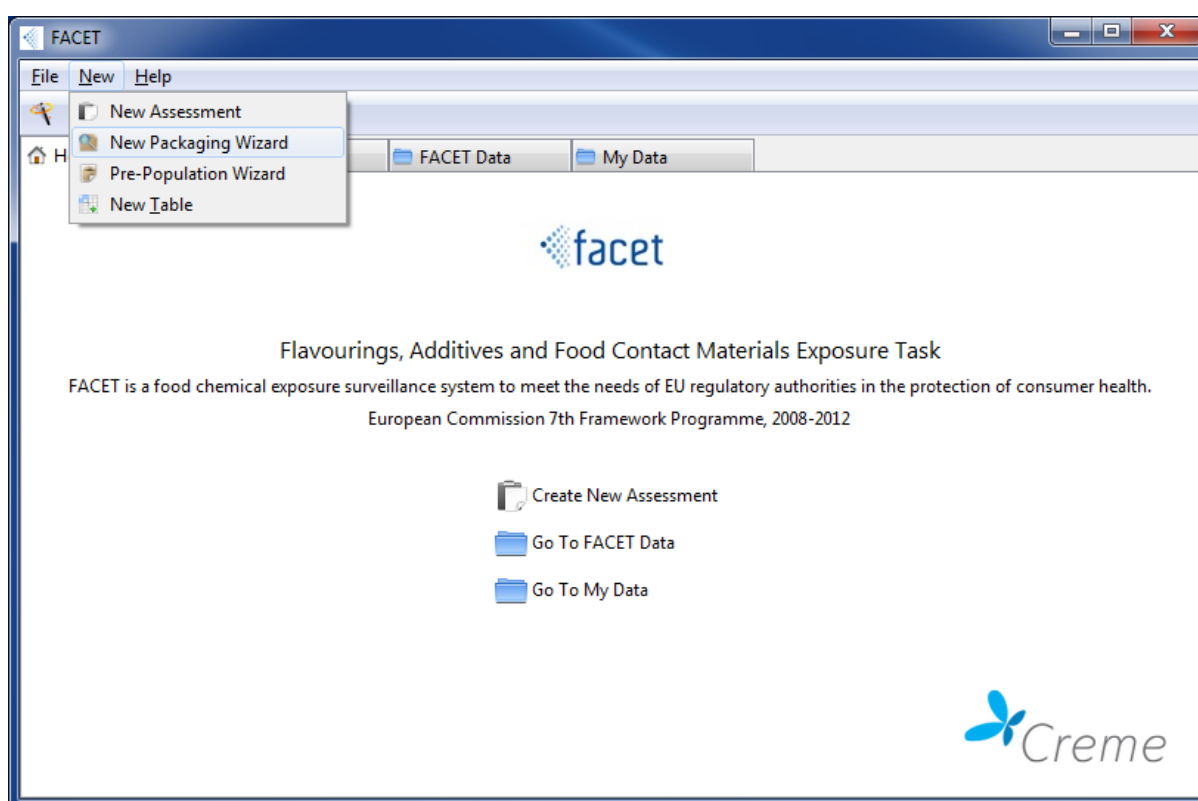 FACET
File New Help
New Assessment
New Packaging Wizard
Pre-Population Wizard
New Table
H
FACET Data
My Data
facet
Flavourings, Additives and Food Contact Materials Exposure Task
FACET is a food chemical exposure surveillance system to meet the needs of EU regulatory authorities in the protection of consumer health.
European Commission 7th Framework Programme, 2008-2012
Create New Assessment
Go To FACET Data
Go To My Data
Creme